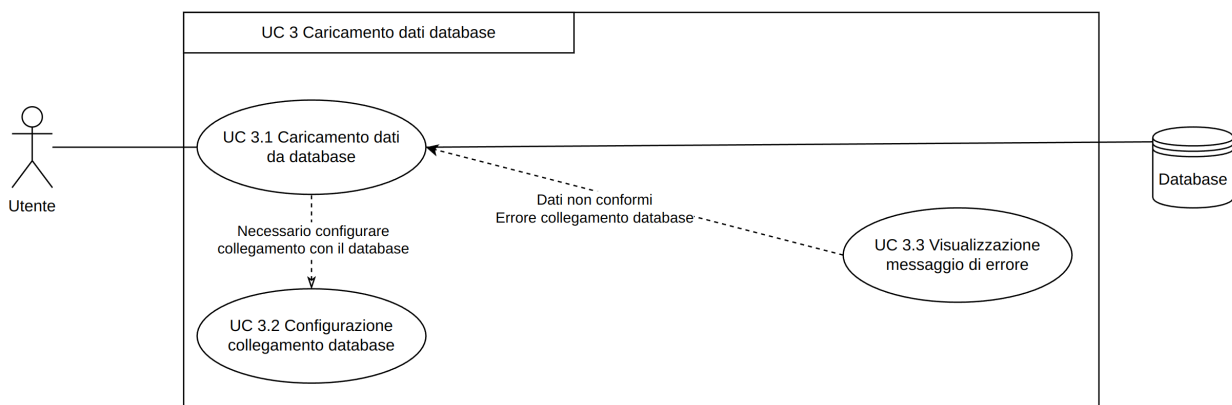 UC 3 Caricamento dati database
UC 3.1 Caricamento dati
da database
Utente
Database
Dati non conformi
Errore collegamento database
Necessario configurare
collegamento con il database
UC 3.3 Visualizzazione
messaggio di errore
UC 3.2 Configurazione
collegamento database